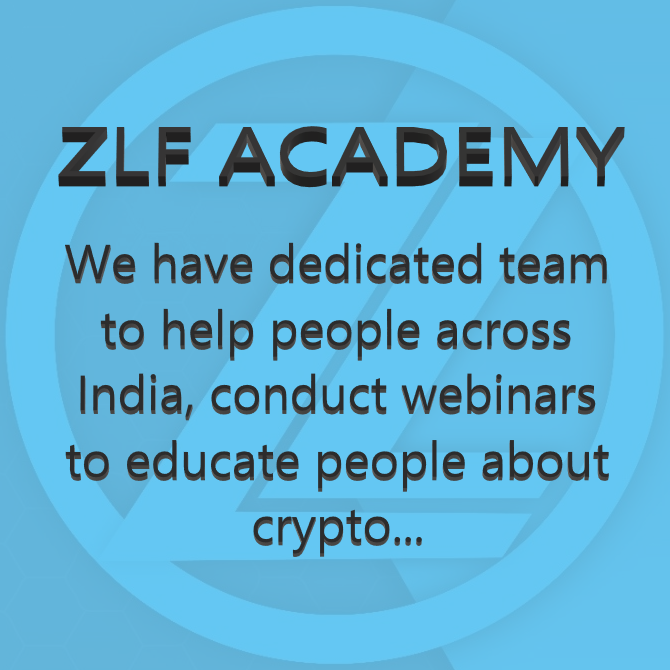 ZLF ACADEMY
We have dedicated team
to help people across
India, conduct webinars
to educate people about
crypto...